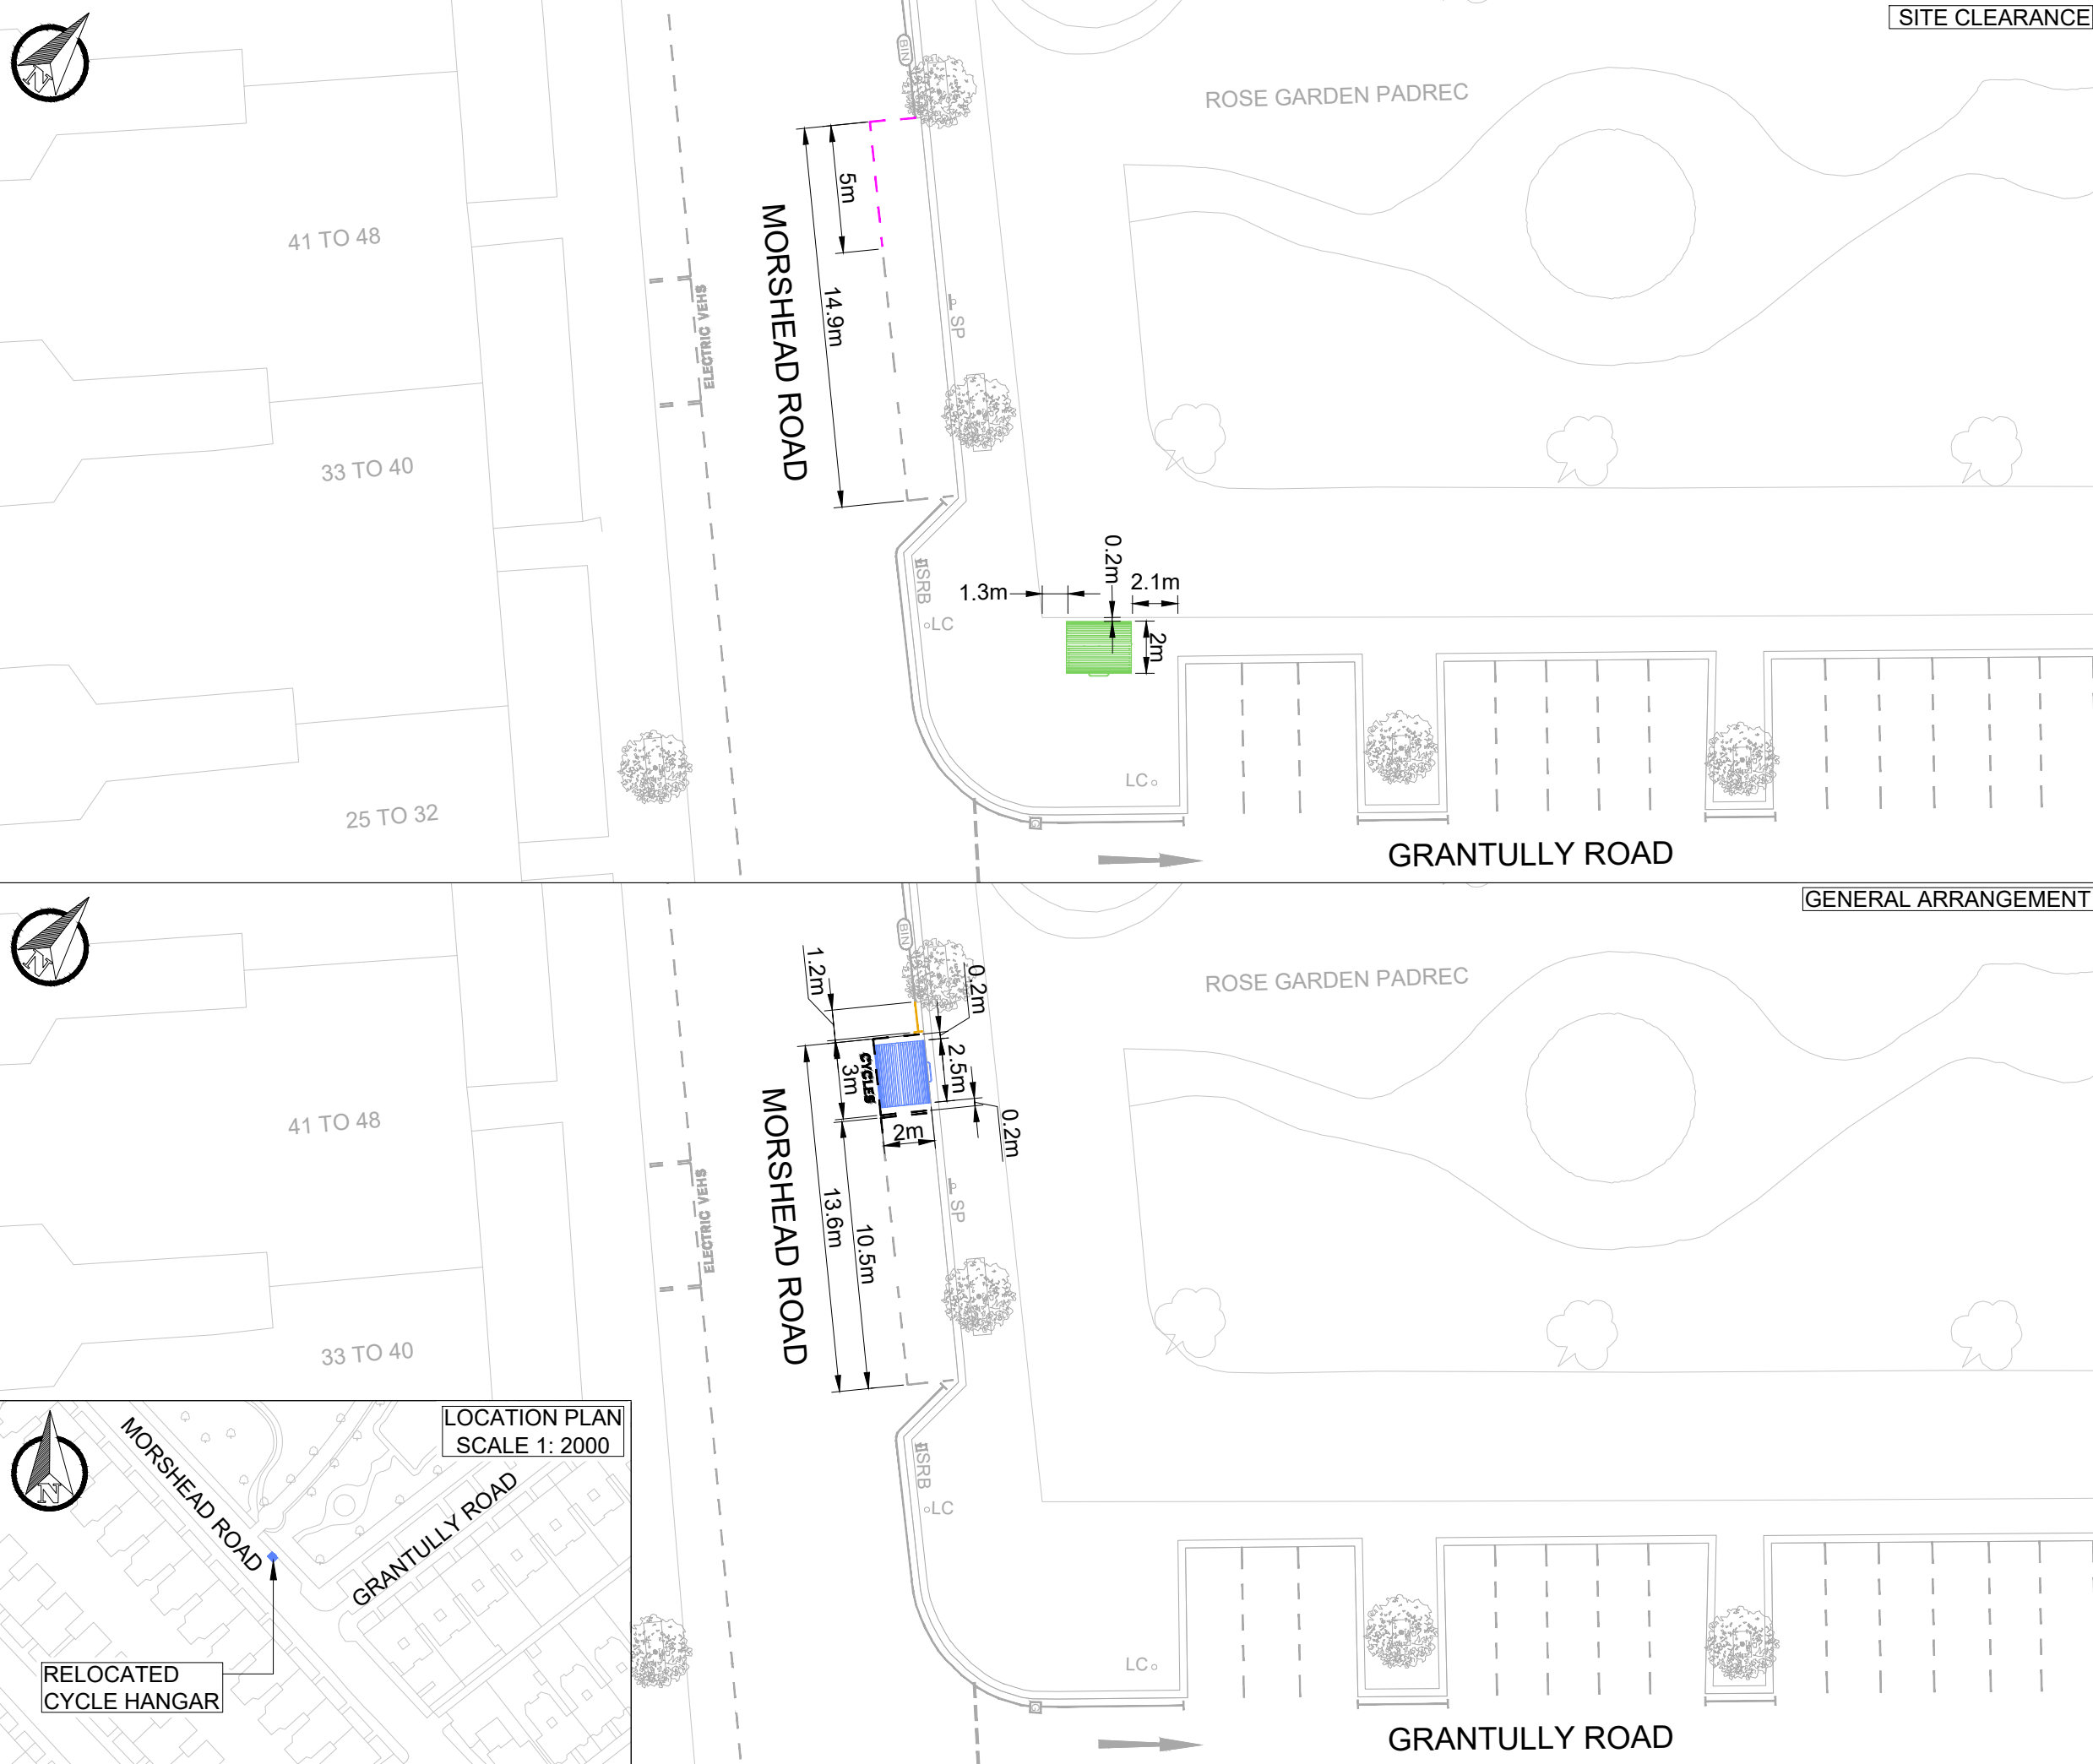 SITE CLEARANCE
N
BIN
ROSE GARDEN PADREC
5m
41 TO 48
MORSHEAD ROAD
14.9m
ELECTRIC VEHS
SP
33 TO 40
0.2m
2.1m
1.3m
SRB
LC
2m
25 TO 32
LC
GRANTULLY ROAD
GENERAL ARRANGEMENT
N
BIN
1.2m
0.2m
ROSE GARDEN PADREC
CYCLES
3m
2.5m
41 TO 48
2m
0.2m
MORSHEAD ROAD
13.6m
10.5m
ELECTRIC VEHS
SP
33 TO 40
LOCATION PLAN
SCALE 1: 2000
N
MORSHEAD ROAD
GRANTULLY ROAD
RELOCATED
CYCLE HANGAR
SRB
LC
LC
GRANTULLY ROAD